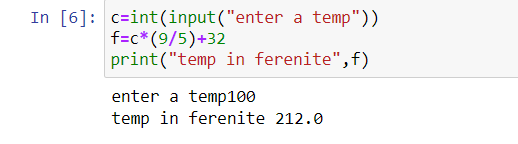 In [6]: c=int(input("enter a temp"))
f=c*(9/5)+32
print("temp in ferenite",f)
enter a temp100
temp in ferenite 212.0